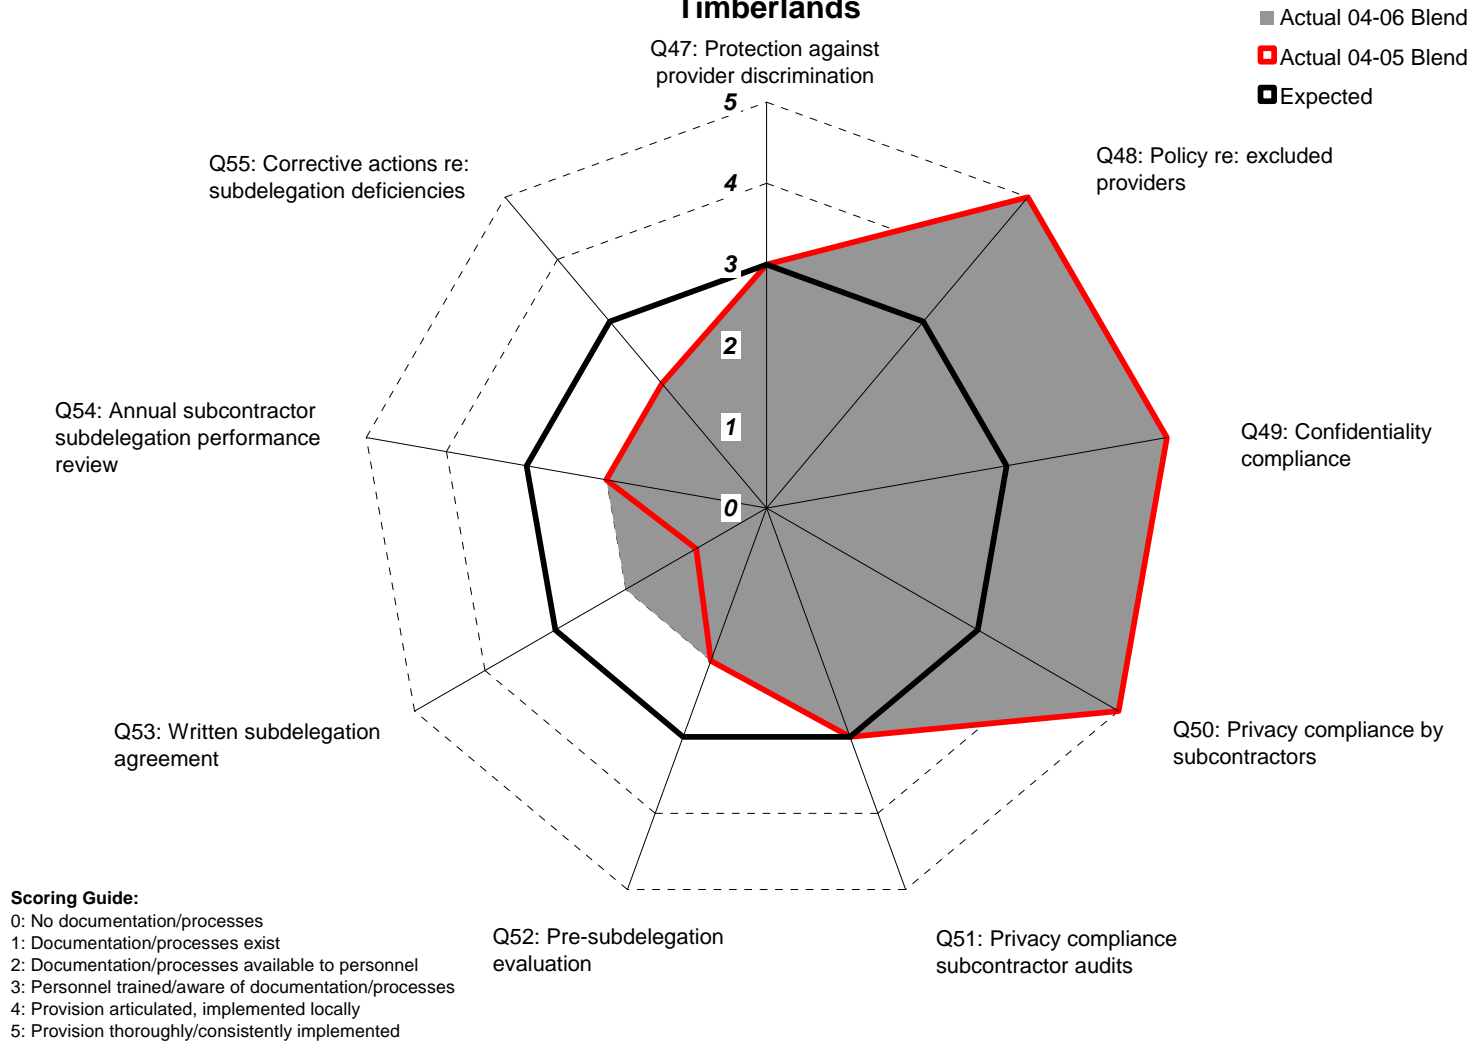 Timberlands
Actual 04-06 Blend
Actual 04-05 Blend
Expected
Q47: Protection against
provider discrimination
Q48: Policy re: excluded
providers
Q49: Confidentiality
compliance
Q50: Privacy compliance by
subcontractors
Q51: Privacy compliance
subcontractor audits
Q52: Pre-subdelegation
evaluation
Q53: Written subdelegation
agreement
Q54: Annual subcontractor
subdelegation performance
review
Q55: Corrective actions re:
subdelegation deficiencies
5
4
3
2
1
0
Scoring Guide:
0: No documentation/processes
1: Documentation/processes exist
2: Documentation/processes available to personnel
3: Personnel trained/aware of documentation/processes
4: Provision articulated, implemented locally
5: Provision thoroughly/consistently implemented